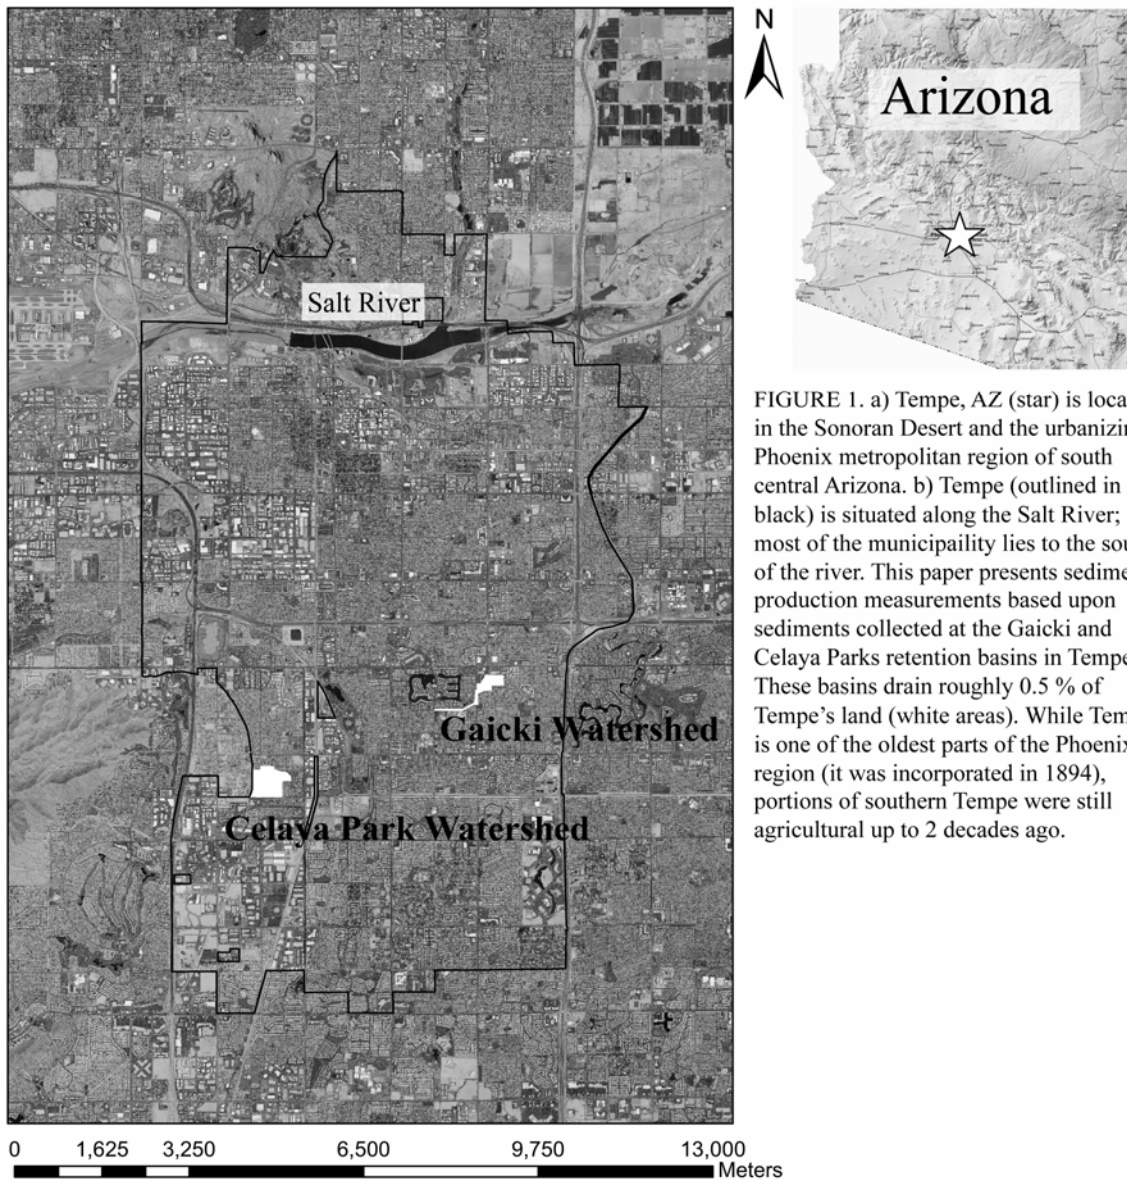 N
Arizona
Salt River
Gaicki Watershed
Celaya Park Watershed
0 1,625 3,250 6,500 9,750 13,000
Meters
FIGURE 1. a) Tempe, AZ (star) is loca
in the Sonoran Desert and the urbanizin
Phoenix metropolitan region of south
central Arizona. b) Tempe (outlined in
black) is situated along the Salt River;
most of the municipaility lies to the sou
of the river. This paper presents sedime
production measurements based upon
sediments collected at the Gaicki and
Celaya Parks retention basins in Tempe
These basins drain roughly 0.5 % of
Tempe's land (white areas). While Tem
is one of the oldest parts of the Phoenix
region (it was incorporated in 1894),
portions of southern Tempe were still
agricultural up to 2 decades ago.